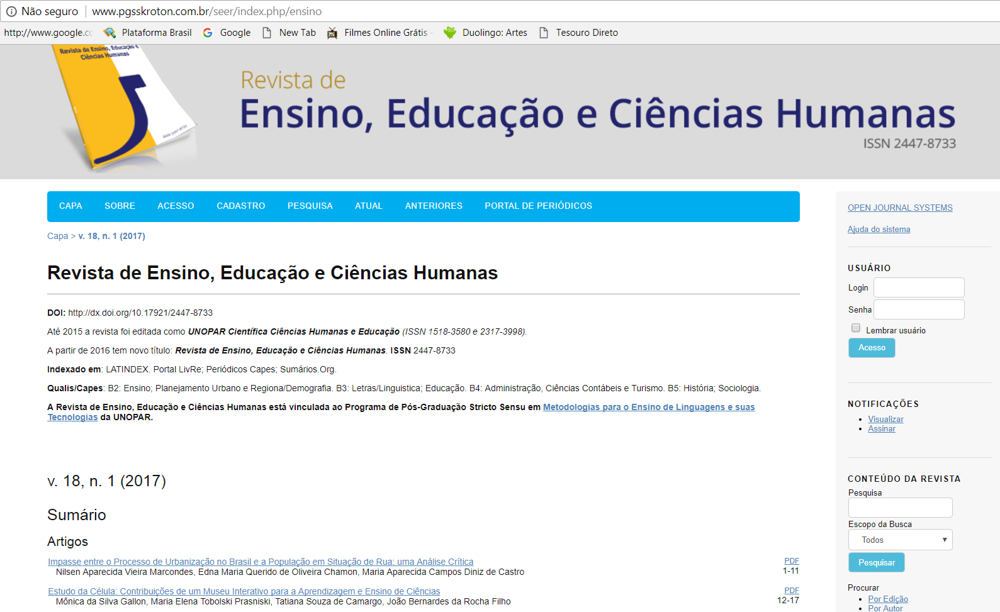 Não seguro | www.pgsskroton.com.br/seer/index.php/ensino
http://www.google.cc Plataforma Brasil Google New Tab Filmes Online Grátis - Duolingo: Artes Tesouro Direto
Revista de Ensino, Educação e
Ciências Humanas
ISSN 2447-8733
Revista de
Ensino, Educação e Ciências Humanas
ISSN 2447-8733
CAPA SOBRE ACESSO CADASTRO PESQUISA ATUAL ANTERIORES PORTAL DE PERIÓDICOS
Capa > v. 18, n. 1 (2017)
Revista de Ensino, Educação e Ciências Humanas
DOI: http://dx.doi.org/10.17921/2447-8733
Até 2015 a revista foi editada como UNOPAR Científica Ciências Humanas e Educação (ISSN 1518-3580 e 2317-3998).
A partir de 2016 tem novo título: Revista de Ensino, Educação e Ciências Humanas. ISSN 2447-8733
Indexado em: LATINDEX. Portal LivRe; Periódicos Capes; Sumários.Org.
Qualis/Capes: B2: Ensino; Planejamento Urbano e Regiona/Demografia. B3: Letras/Linguistica; Educação. B4: Administração, Ciências Contábeis e Turismo. B5: História; Sociologia.
A Revista de Ensino, Educação e Ciências Humanas está vinculada ao Programa de Pós-Graduação Stricto Sensu em Metodologias para o Ensino de Linguagens e suas
Tecnologias da UNOPAR.
v. 18, n. 1 (2017)
Sumário
Artigos
Impasse entre o Processo de Urbanização no Brasil e a População em Situação de Rua: uma Análise Crítica PDF
Nilsen Aparecida Vieira Marcondes, Edna Maria Querido de Oliveira Chamon, Maria Aparecida Campos Diniz de Castro 1-11
Estudo da Célula: Contribuições de um Museu Interativo para a Aprendizagem e Ensino de Ciências PDF
Mônica da Silva Gallon, Maria Elena Tobolski Prasniski, Tatiana Souza de Camargo, João Bernardes da Rocha Filho 12-17
OPEN JOURNAL SYSTEMS
Ajuda do sistema
USUÁRIO
Login
Senha
Lembrar usuário
Acesso
NOTIFICAÇÕES
Visualizar
Assinar
CONTEÚDO DA REVISTA
Pesquisa
Escopo da Busca
Todos
Pesquisar
Procurar
Por Edição
Por Autor